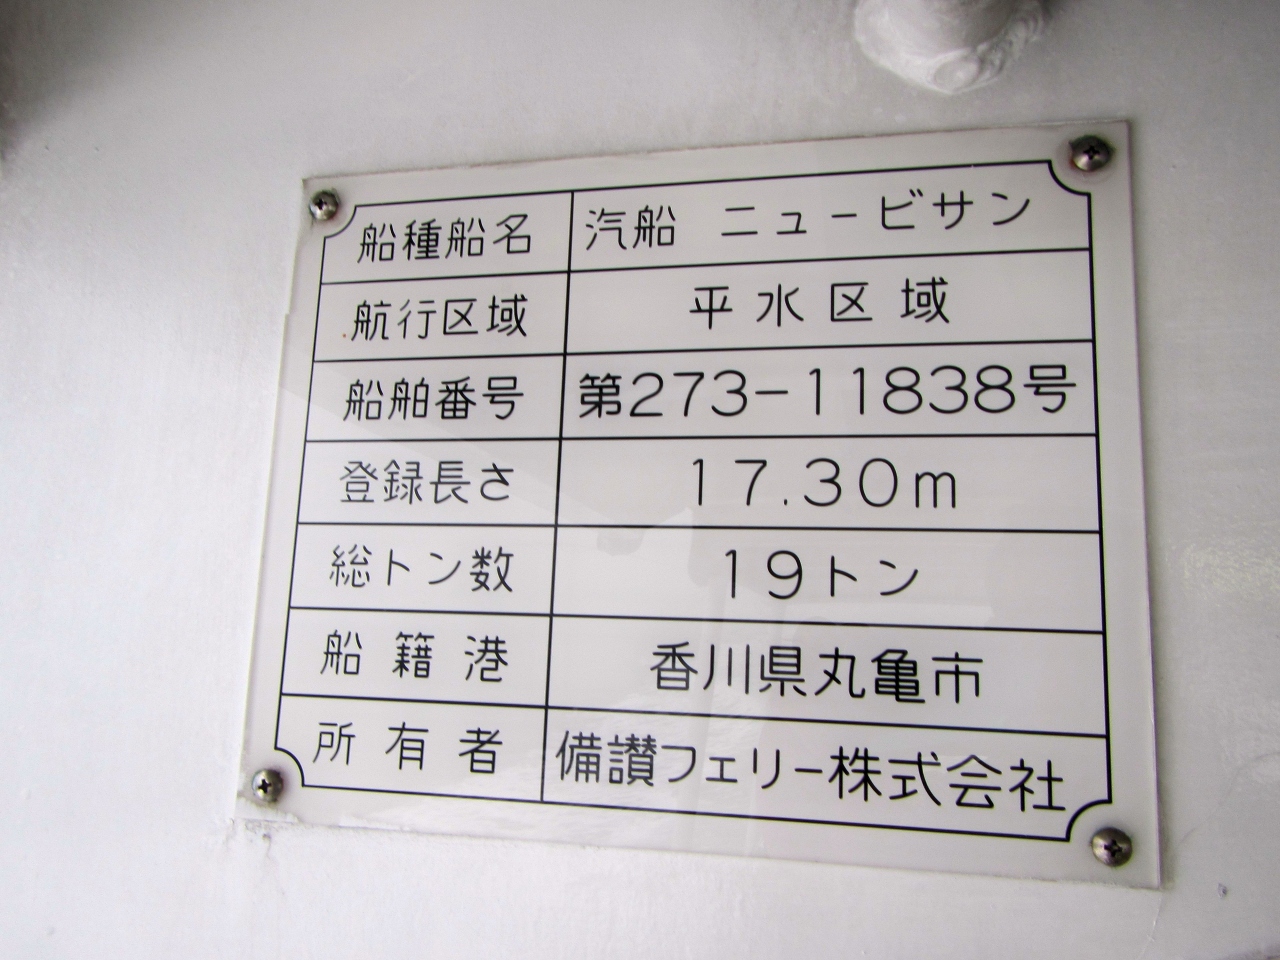 船種船名 汽船 ニュービサン
航行区域 平水区域
船舶番号 第273-11838号
登録長さ 17.30m
総トン数 19トン
船籍港 香川県丸亀市
所有者 備讃フェリー株式会社